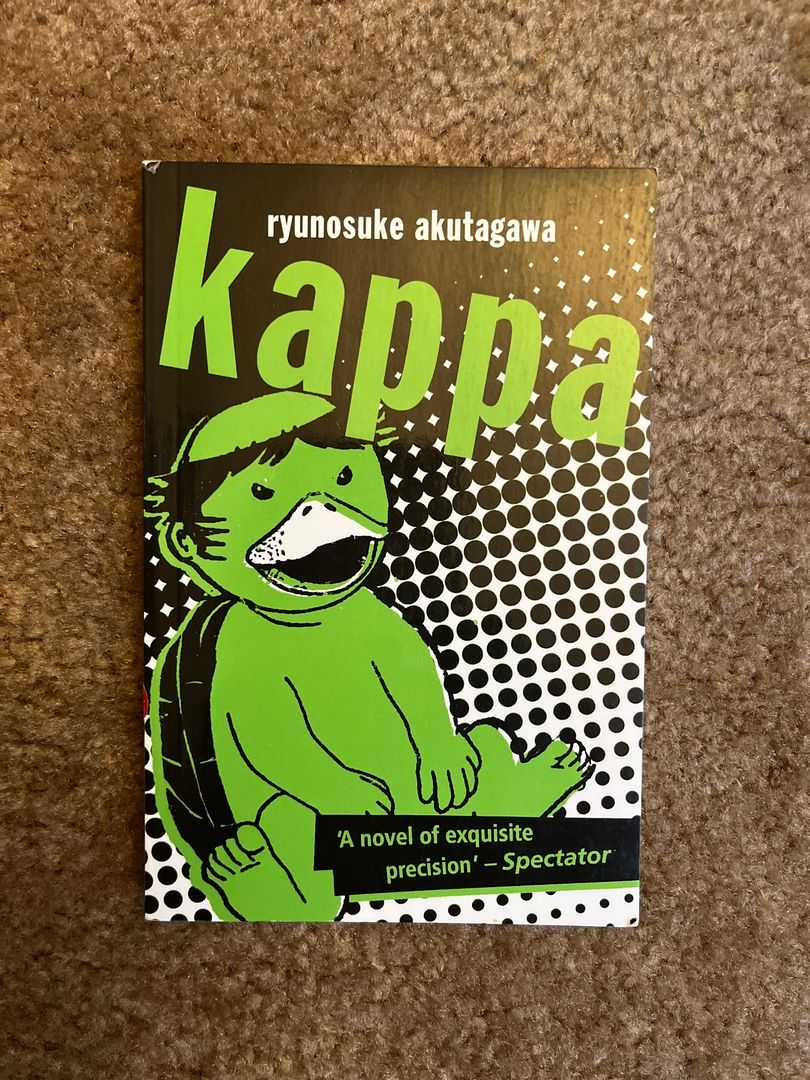 ryunosuke akutagawa
kappa
‘A novel of exquisite
precision’ – Spectator